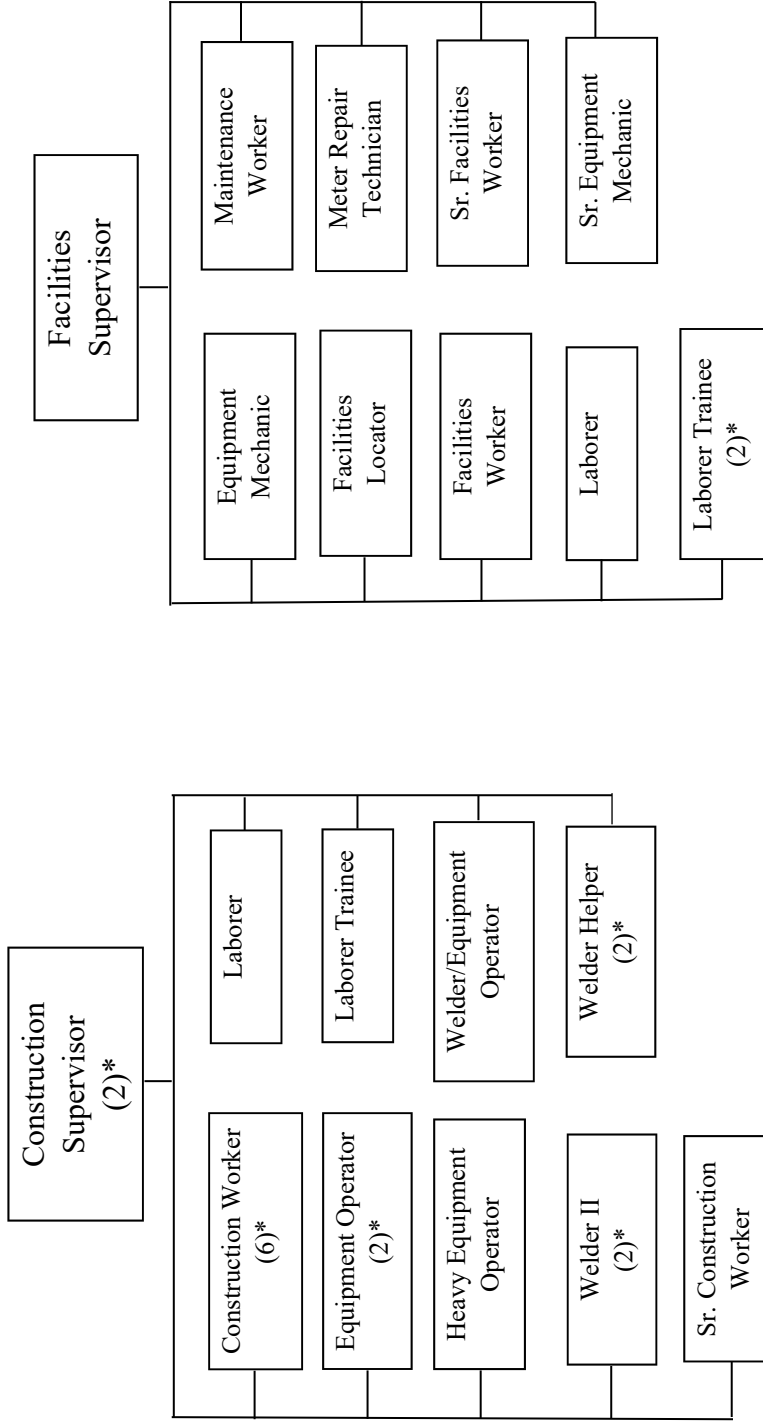 Construction
Supervisor
(2)*
Construction Worker
(6)*
Equipment Operator
(2)*
Heavy Equipment
Operator
Welder II
(2)*
Sr. Construction
Worker
Laborer
Laborer Trainee
Welder/Equipment
Operator
Welder Helper
(2)*
Facilities
Supervisor
Equipment
Mechanic
Facilities
Locator
Facilities
Worker
Laborer
Laborer Trainee
(2)*
Maintenance
Worker
Meter Repair
Technician
Sr. Facilities
Worker
Sr. Equipment
Mechanic